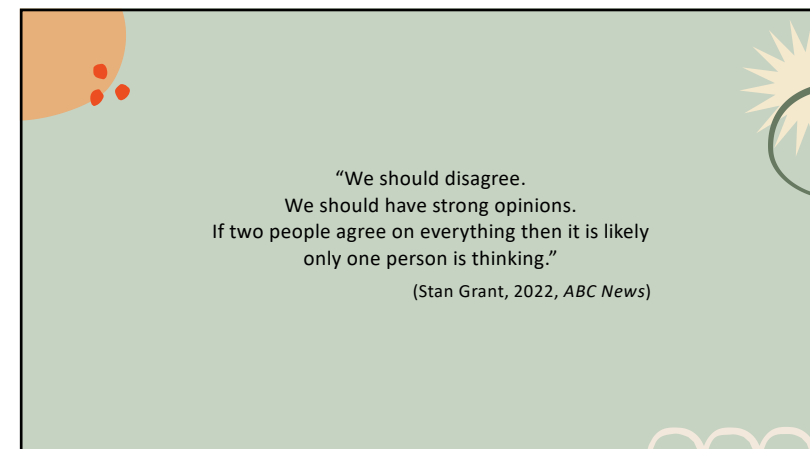 “We should disagree.
We should have strong opinions.
If two people agree on everything then it is likely
only one person is thinking.”
(Stan Grant, 2022, ABC News)